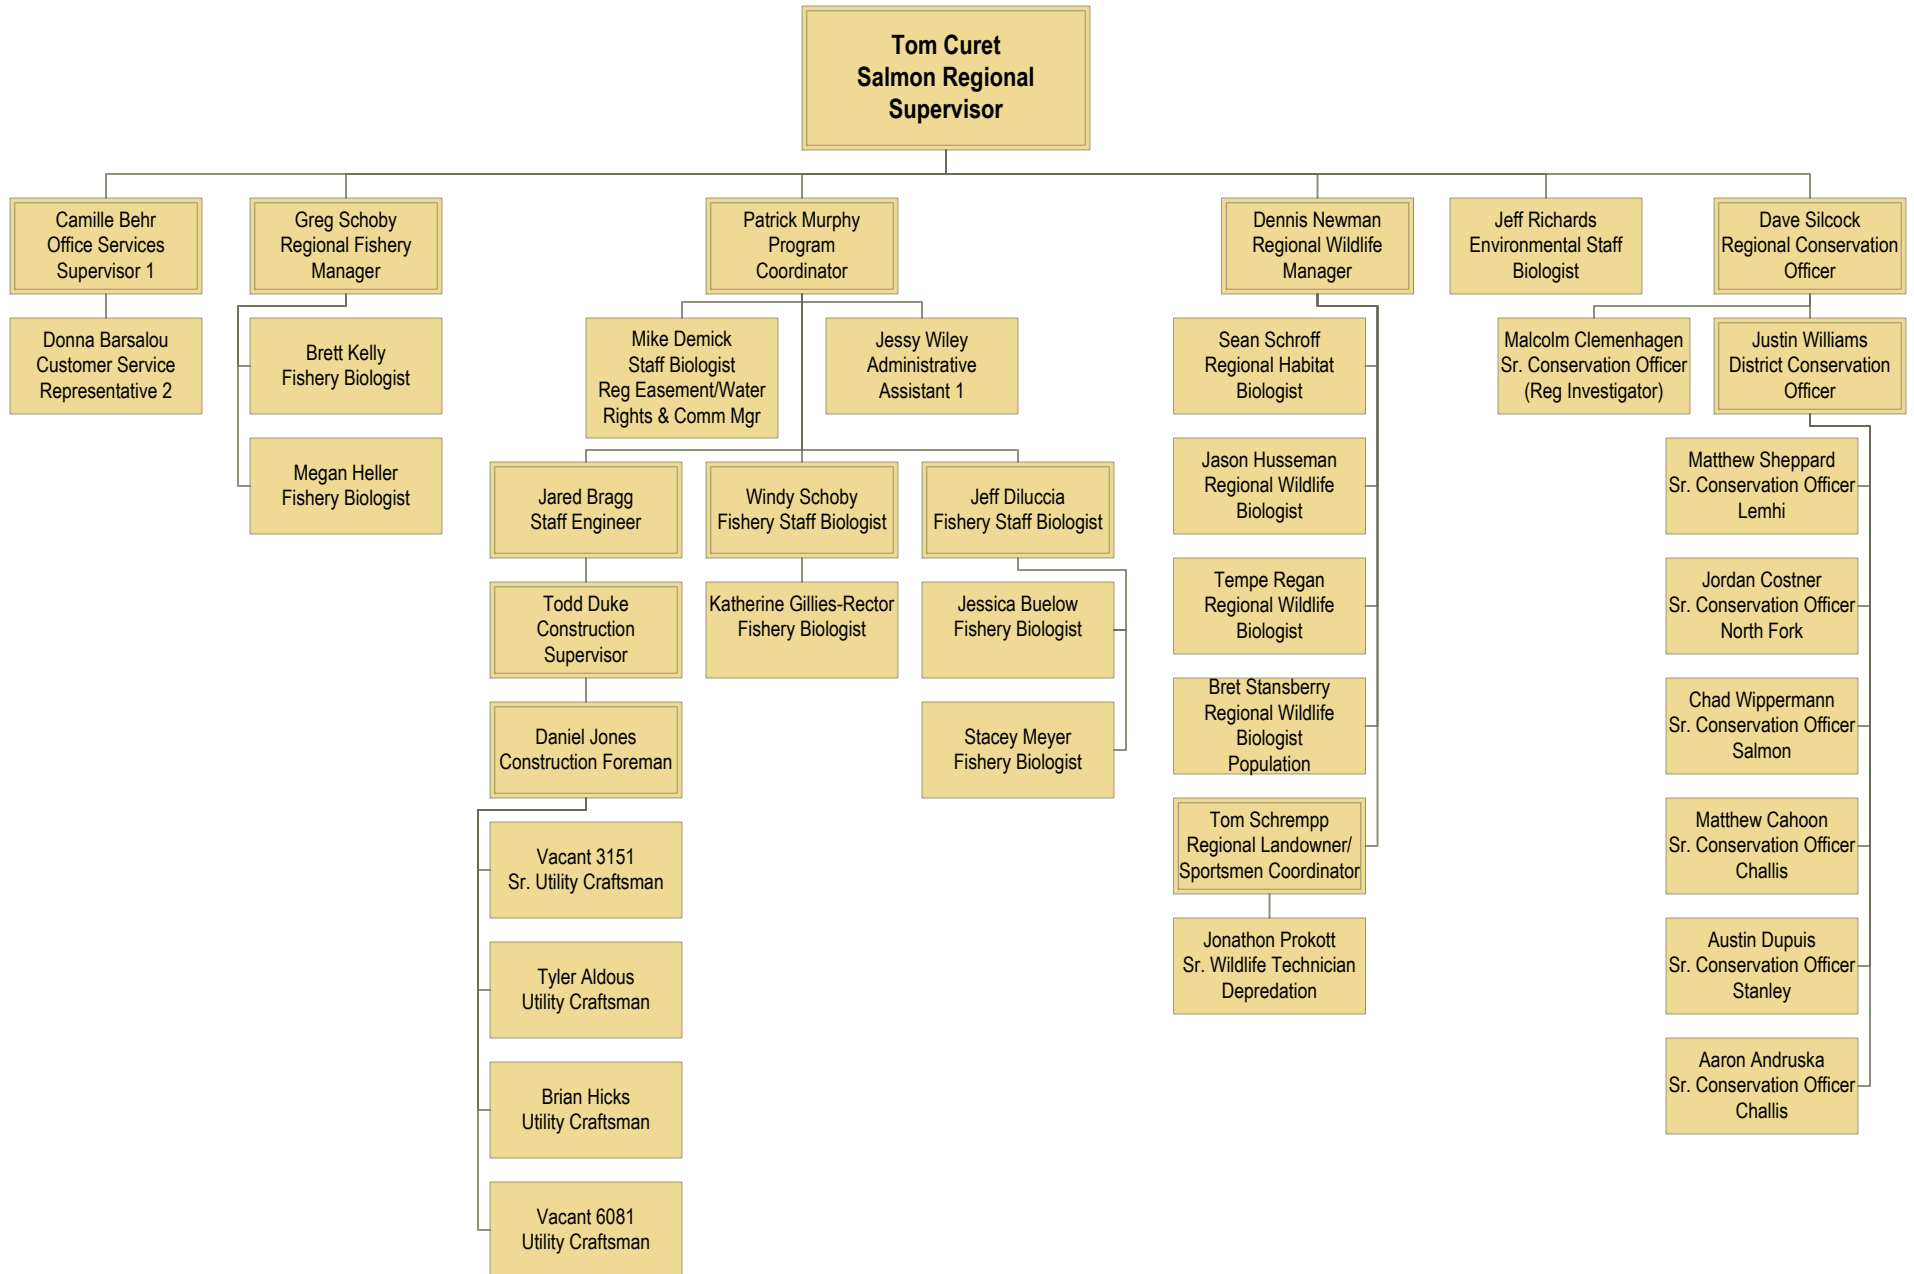 Tom Curet
Salmon Regional
Supervisor
Camille Behr
Office Services
Supervisor 1
Greg Schoby
Regional Fishery
Manager
Patrick Murphy
Program
Coordinator
Dennis Newman
Regional Wildlife
Manager
Jeff Richards
Environmental Staff
Biologist
Dave Silcock
Regional Conservation
Officer
Donna Barsalou
Customer Service
Representative 2
Brett Kelly
Fishery Biologist
Megan Heller
Fishery Biologist
Mike Demick
Staff Biologist
Reg Easement/Water
Rights & Comm Mgr
Jessy Wiley
Administrative
Assistant 1
Jared Bragg
Staff Engineer
Windy Schoby
Fishery Staff Biologist
Jeff Diluccia
Fishery Staff Biologist
Todd Duke
Construction
Supervisor
Katherine Gillies-Rector
Fishery Biologist
Jessica Buelow
Fishery Biologist
Daniel Jones
Construction Foreman
Stacey Meyer
Fishery Biologist
Vacant 3151
Sr. Utility Craftsman
Tyler Aldous
Utility Craftsman
Brian Hicks
Utility Craftsman
Vacant 6081
Utility Craftsman
Sean Schroff
Regional Habitat
Biologist
Jason Husseman
Regional Wildlife
Biologist
Tempe Regan
Regional Wildlife
Biologist
Bret Stansberry
Regional Wildlife
Biologist
Population
Tom Schrempp
Regional Landowner/
Sportsmen Coordinator
Jonathon Prokott
Sr. Wildlife Technician
Depredation
Malcolm Clemenhagen
Sr. Conservation Officer
(Reg Investigator)
Justin Williams
District Conservation
Officer
Matthew Sheppard
Sr. Conservation Officer
Lemhi
Jordan Costner
Sr. Conservation Officer
North Fork
Chad Wippermann
Sr. Conservation Officer
Salmon
Matthew Cahoon
Sr. Conservation Officer
Challis
Austin Dupuis
Sr. Conservation Officer
Stanley
Aaron Andruska
Sr. Conservation Officer
Challis